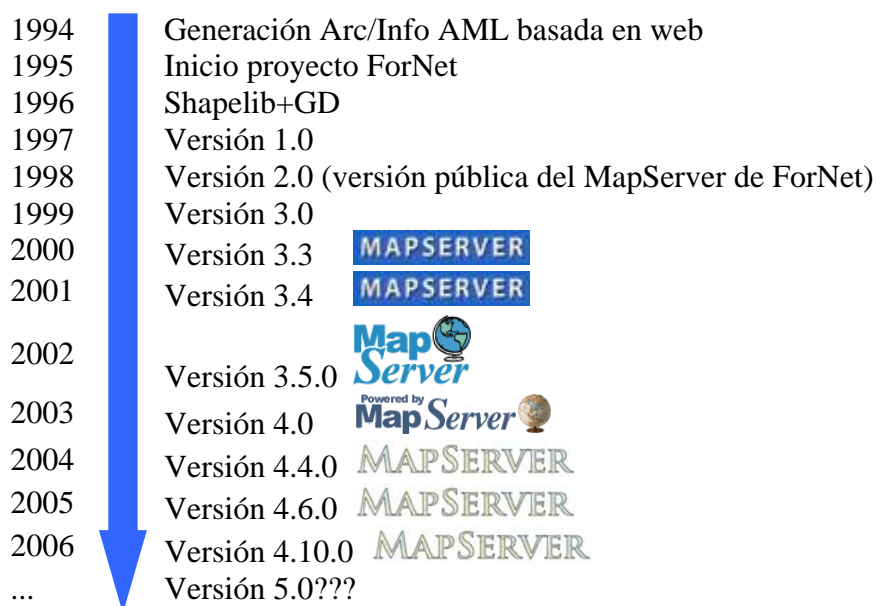 1994 Generación Arc/Info AML basada en web
1995 Inicio proyecto ForNet
1996 Shapelib+GD
1997 Versión 1.0
1998 Versión 2.0 (versión pública del MapServer de ForNet)
1999 Versión 3.0
2000 Versión 3.3 MAPSERVER
2001 Versión 3.4 MAPSERVER
2002 Versión 3.5.0 Map Server
2003 Versión 4.0 Powered by MapServer
2004 Versión 4.4.0 MAPSERVER
2005 Versión 4.6.0 MAPSERVER
2006 Versión 4.10.0 MAPSERVER
... Versión 5.0???